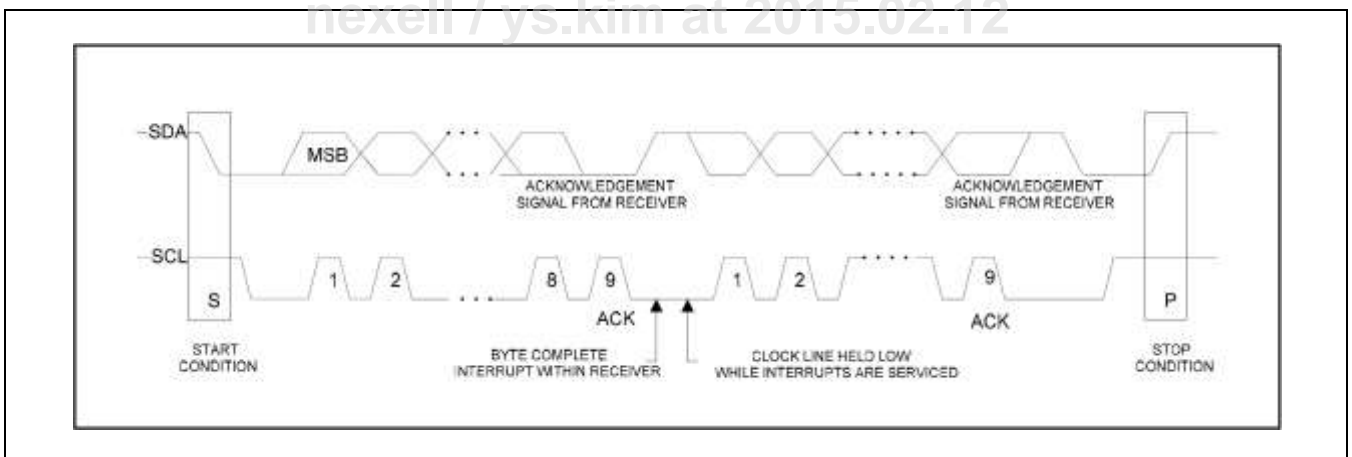 nexell / ys.kim at 2015.02.12
SDA
MSB
ACKNOWLEDGEMENT
SIGNAL FROM RECEIVER
ACKNOWLEDGEMENT
SIGNAL FROM RECEIVER
SCL
S
1
2
8
9
1
2
9
P
ACK
ACK
START
CONDITION
BYTE COMPLETE
INTERRUPT WITHIN RECEIVER
CLOCK LINE HELD LOW
WHILE INTERRUPTS ARE SERVICED
STOP
CONDITION